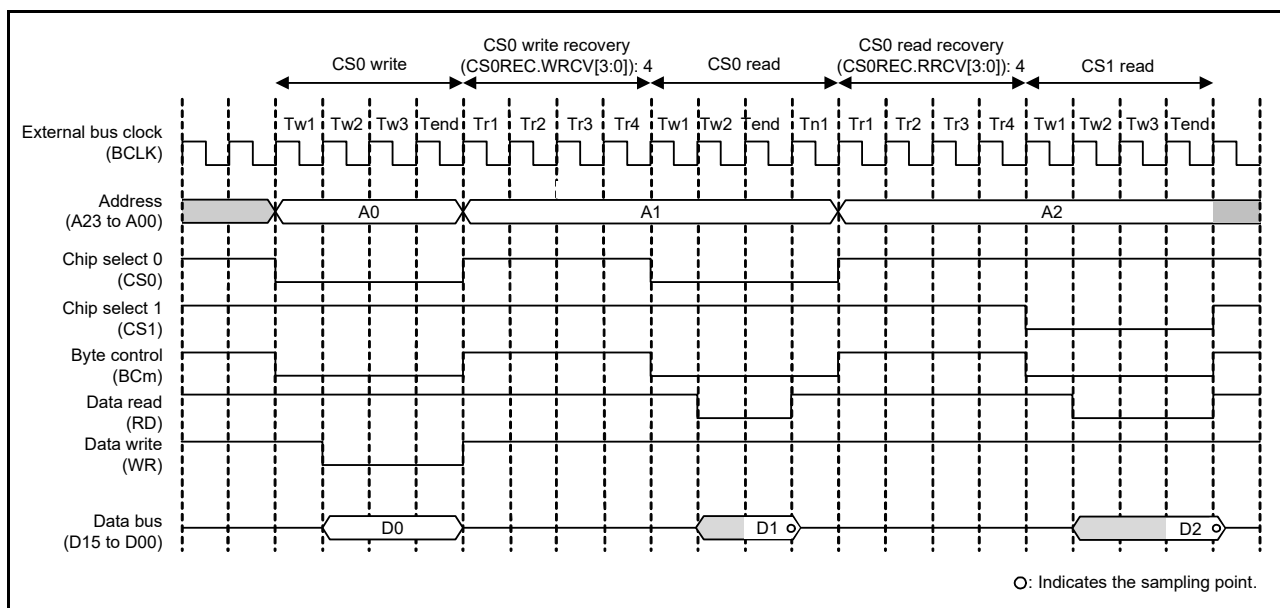 CS0 write
CS0 write recovery
(CS0REC.WRCV[3:0]): 4
CS0 read
CS0 read recovery
(CS0REC.RRCV[3:0]): 4
CS1 read
Tw1 Tw2 Tw3 Tend Tr1 Tr2 Tr3 Tr4 Tw1 Tw2 Tend Tn1 Tr1 Tr2 Tr3 Tr4 Tw1 Tw2 Tw3 Tend
External bus clock
(BCLK)
Address
(A23 to A00)
A0 A1 A2
Chip select 0
(CS0)
Chip select 1
(CS1)
Byte control
(BCm)
Data read
(RD)
Data write
(WR)
Data bus
(D15 to D00)
D0 D1 D2
O: Indicates the sampling point.